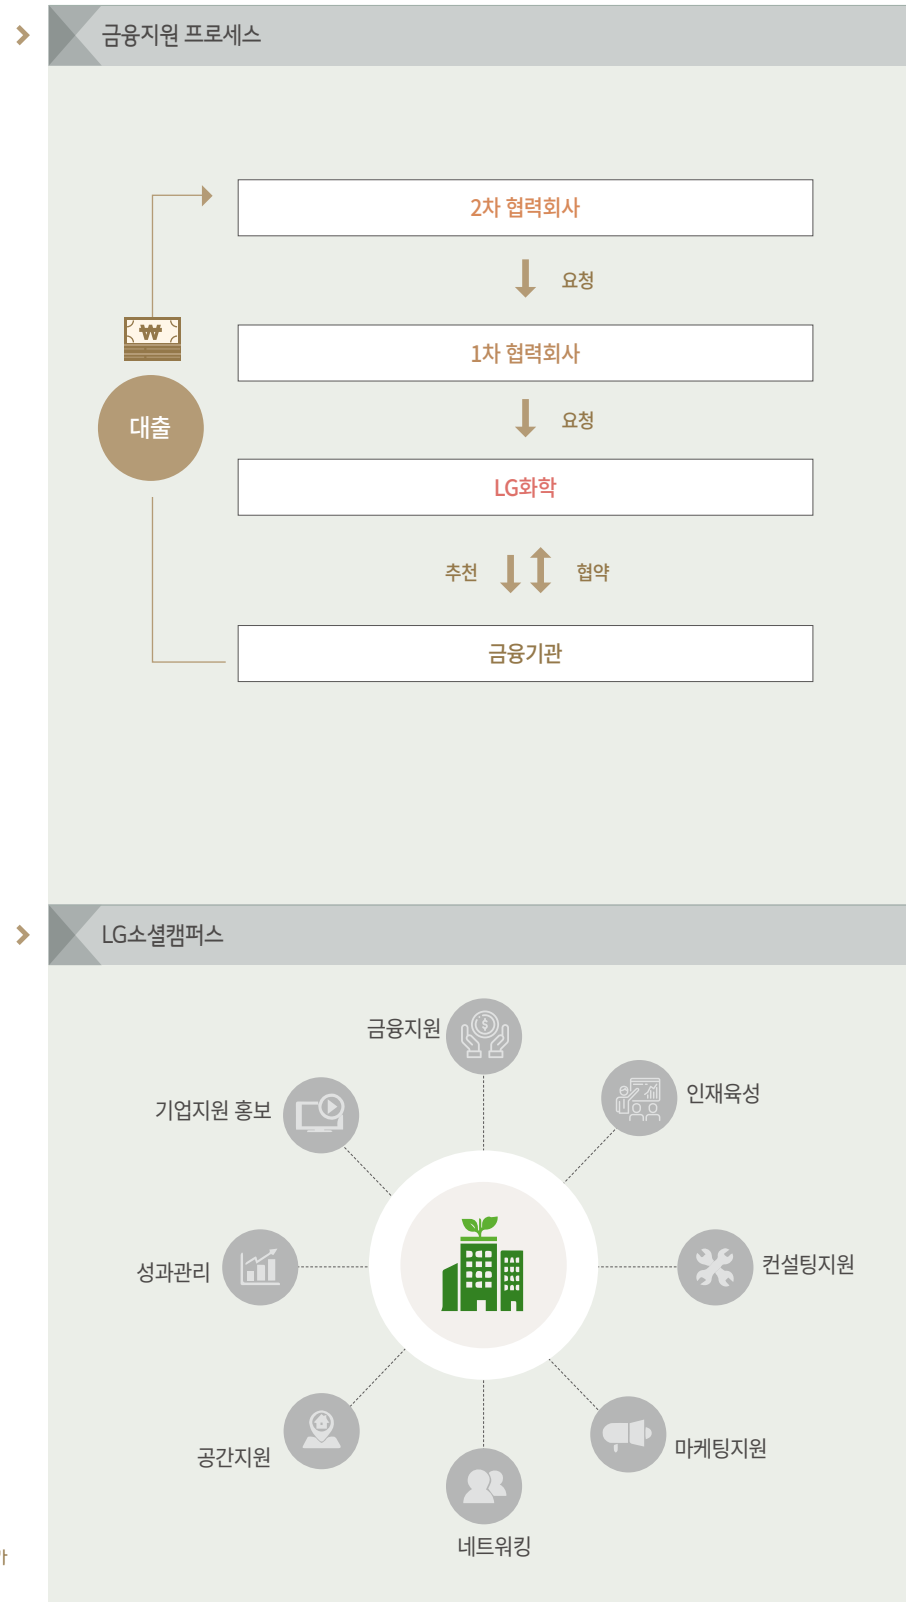 금융지원 프로세스
2차 협력회사
요청
1차 협력회사
대출
요청
LG화학
추천
협약
금융기관
LG소셜캠퍼스
금융지원
인재육성
기업지원 홍보
컨설팅지원
성과관리
마케팅지원
공간지원
네트워킹